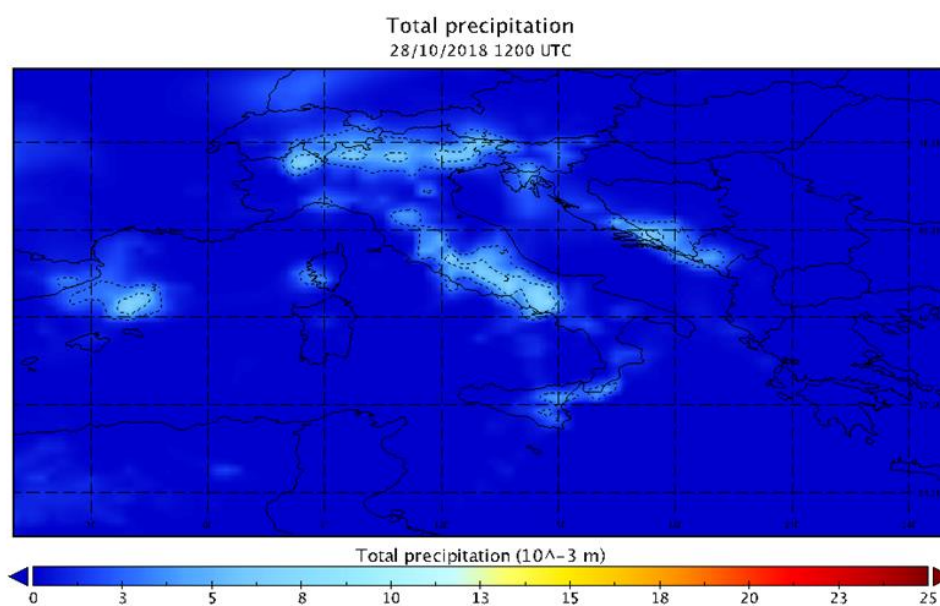 Total precipitation
28/10/2018 1200 UTC
Total precipitation (10^-3 m)
0 3 5 8 10 13 15 18 20 23 25